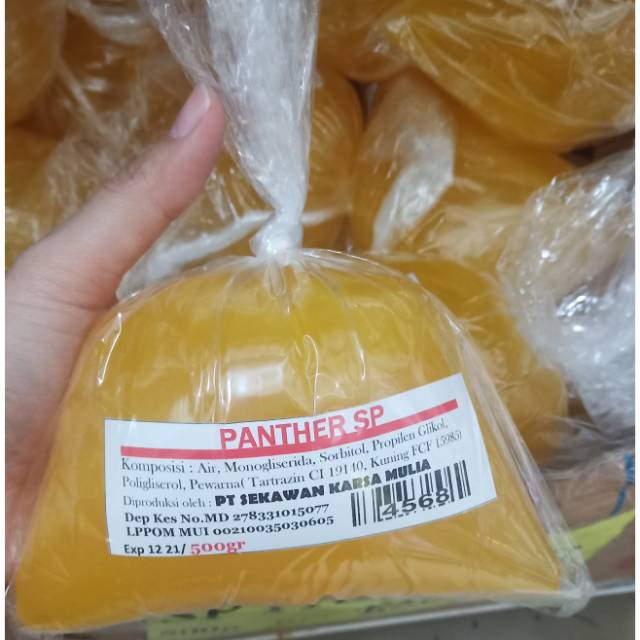 PANTHER SP
Komposisi : Air, Monogliserida, Sorbitol, Propilen Glikol,
Poligliserol, Pewarna( Tartrazin CI 19140, Kuning FCF 15985)
Diproduksi oleh : PT SEKAWAN KARSA MULIA
Dep Kes No.MD 278331015077
LPPOM MUI 00210035030605
4568
Exp 12 21/ 500gr